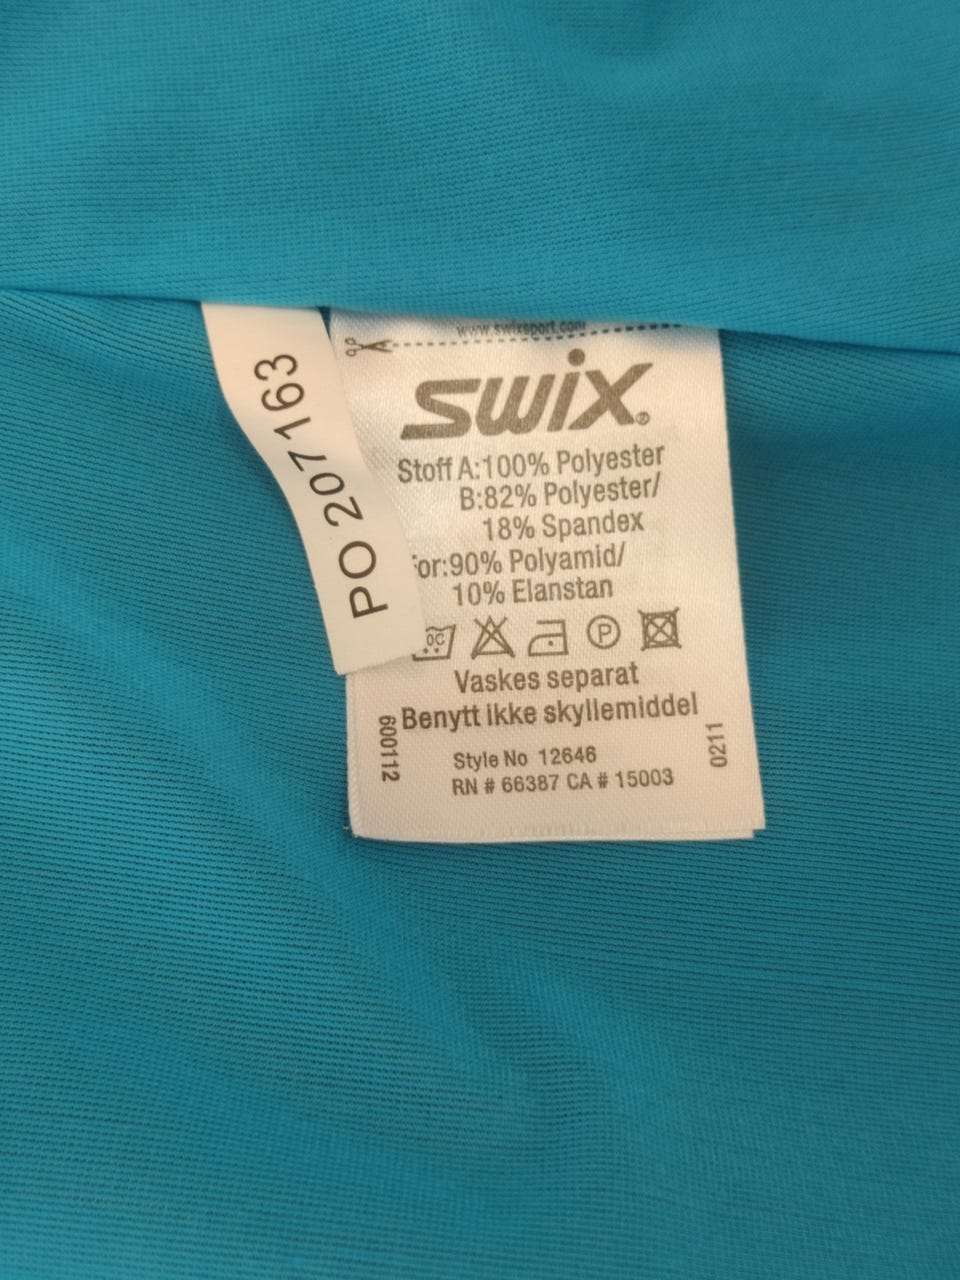 PO 207163
www.swixsport.com
swix®
Stoff A:100% Polyester
B:82% Polyester/
18% Spandex
or:90% Polyamid/
10% Elanstan
P
Vaskes separat
Benytt ikke skyllemiddel
600112
0211
Style No 12646
RN # 66387 CA # 15003